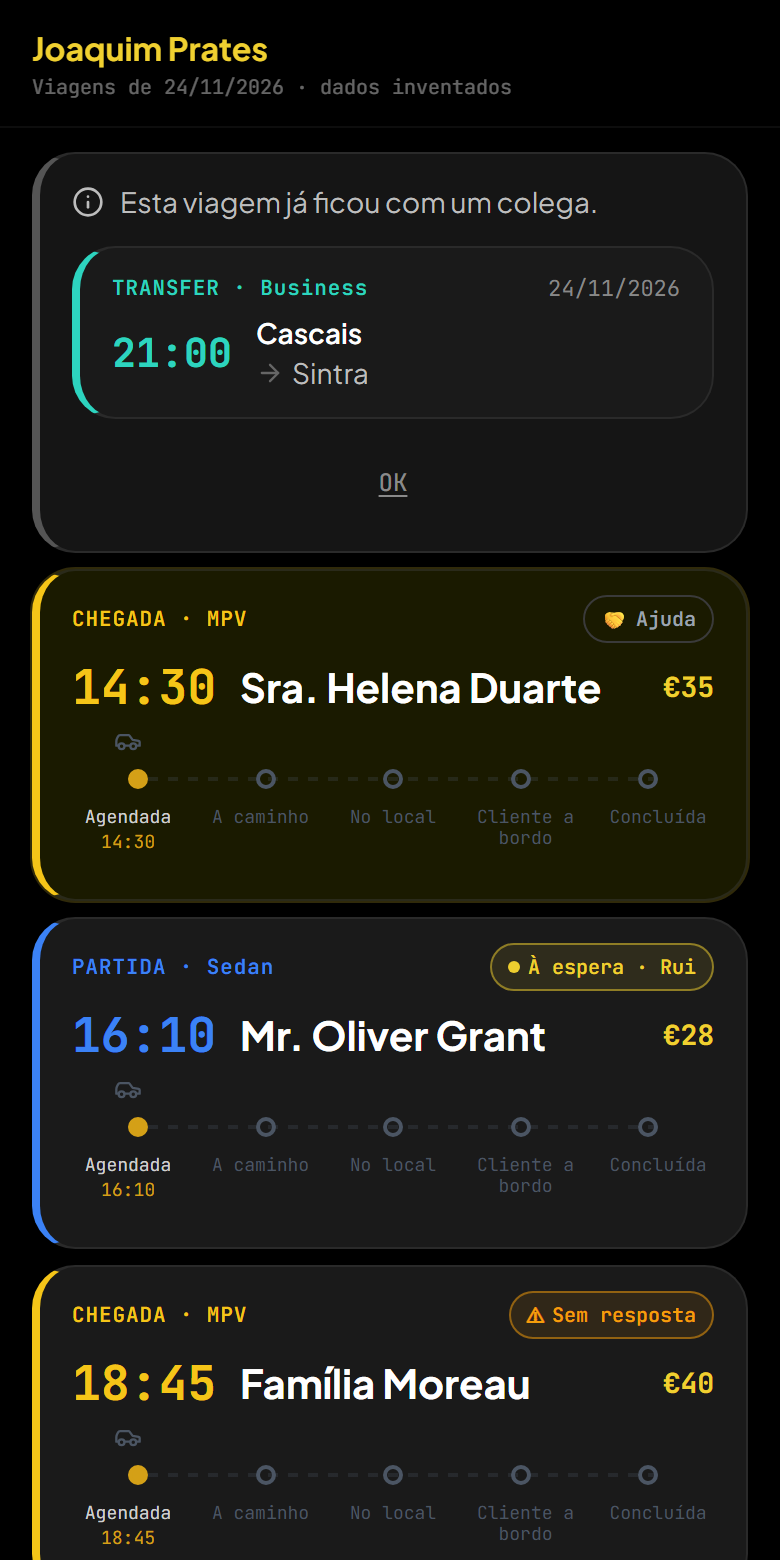 Joaquim Prates
Viagens de 24/11/2026 · dados inventados
Esta viagem já ficou com um colega.
TRANSFER · Business 24/11/2026
21:00 Cascais
→ Sintra
OK
CHEGADA · MPV 🤝 Ajuda
14:30 Sra. Helena Duarte €35
Agendada A caminho No local Cliente a bordo Concluída
14:30
PARTIDA · Sedan À espera · Rui
16:10 Mr. Oliver Grant €28
Agendada A caminho No local Cliente a bordo Concluída
16:10
CHEGADA · MPV ⚠ Sem resposta
18:45 Família Moreau €40
Agendada A caminho No local Cliente a bordo Concluída
18:45